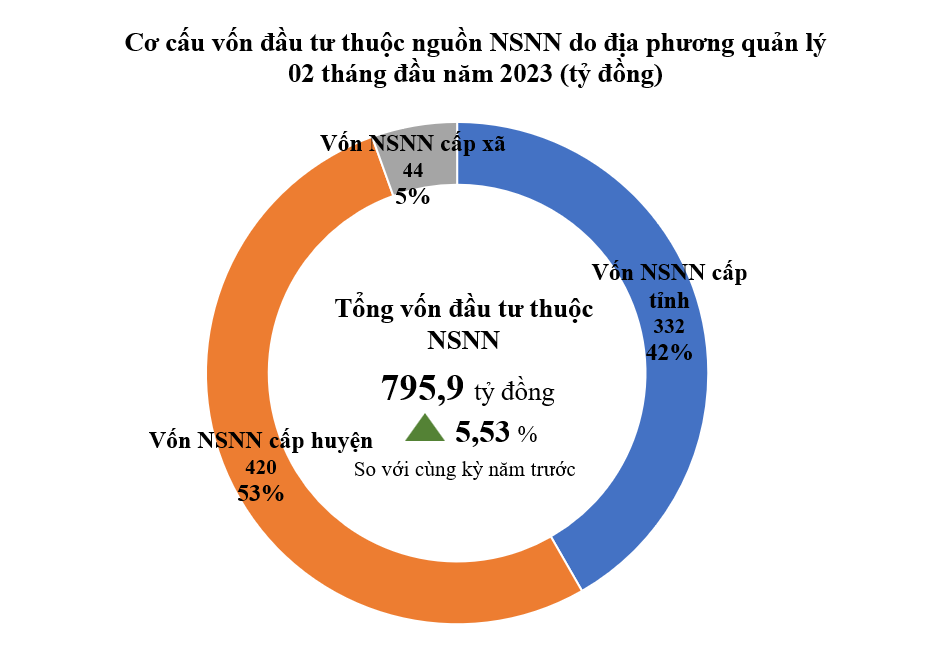 Cơ cấu vốn đầu tư thuộc nguồn NSNN do địa phương quản lý
02 tháng đầu năm 2023 (tỷ đồng)
Vốn NSNN cấp xã
44
5%
Vốn NSNN cấp
tỉnh
332
42%
Tổng vốn đầu tư thuộc
NSNN
795,9 tỷ đồng
5,53 %
So với cùng kỳ năm trước
Vốn NSNN cấp huyện
420
53%